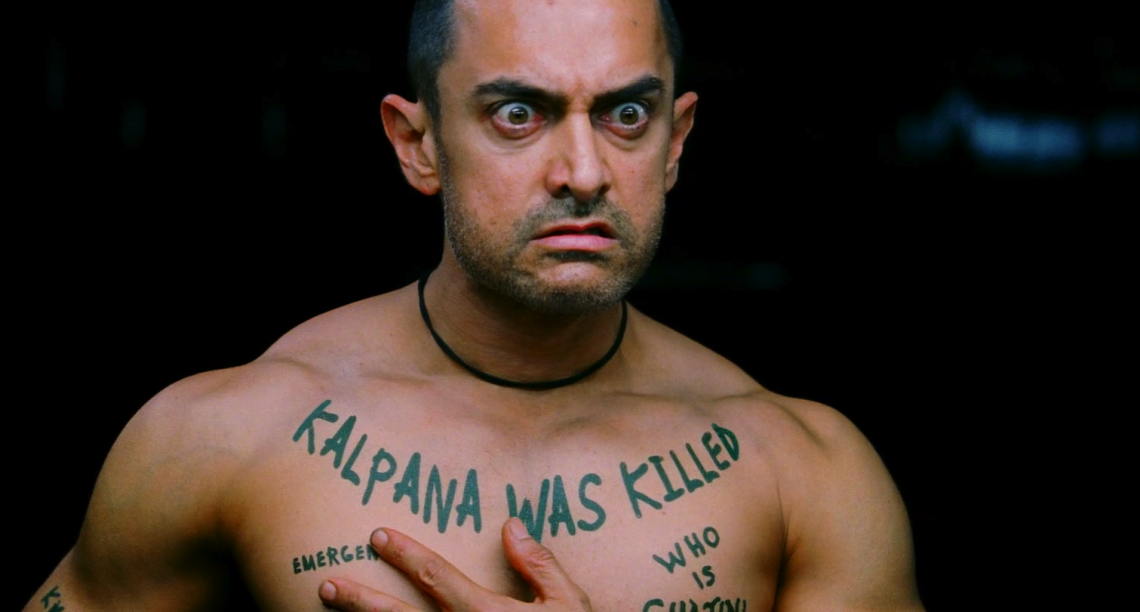 KALPANA WAS KILLED
EMERGEN
WHO
IS